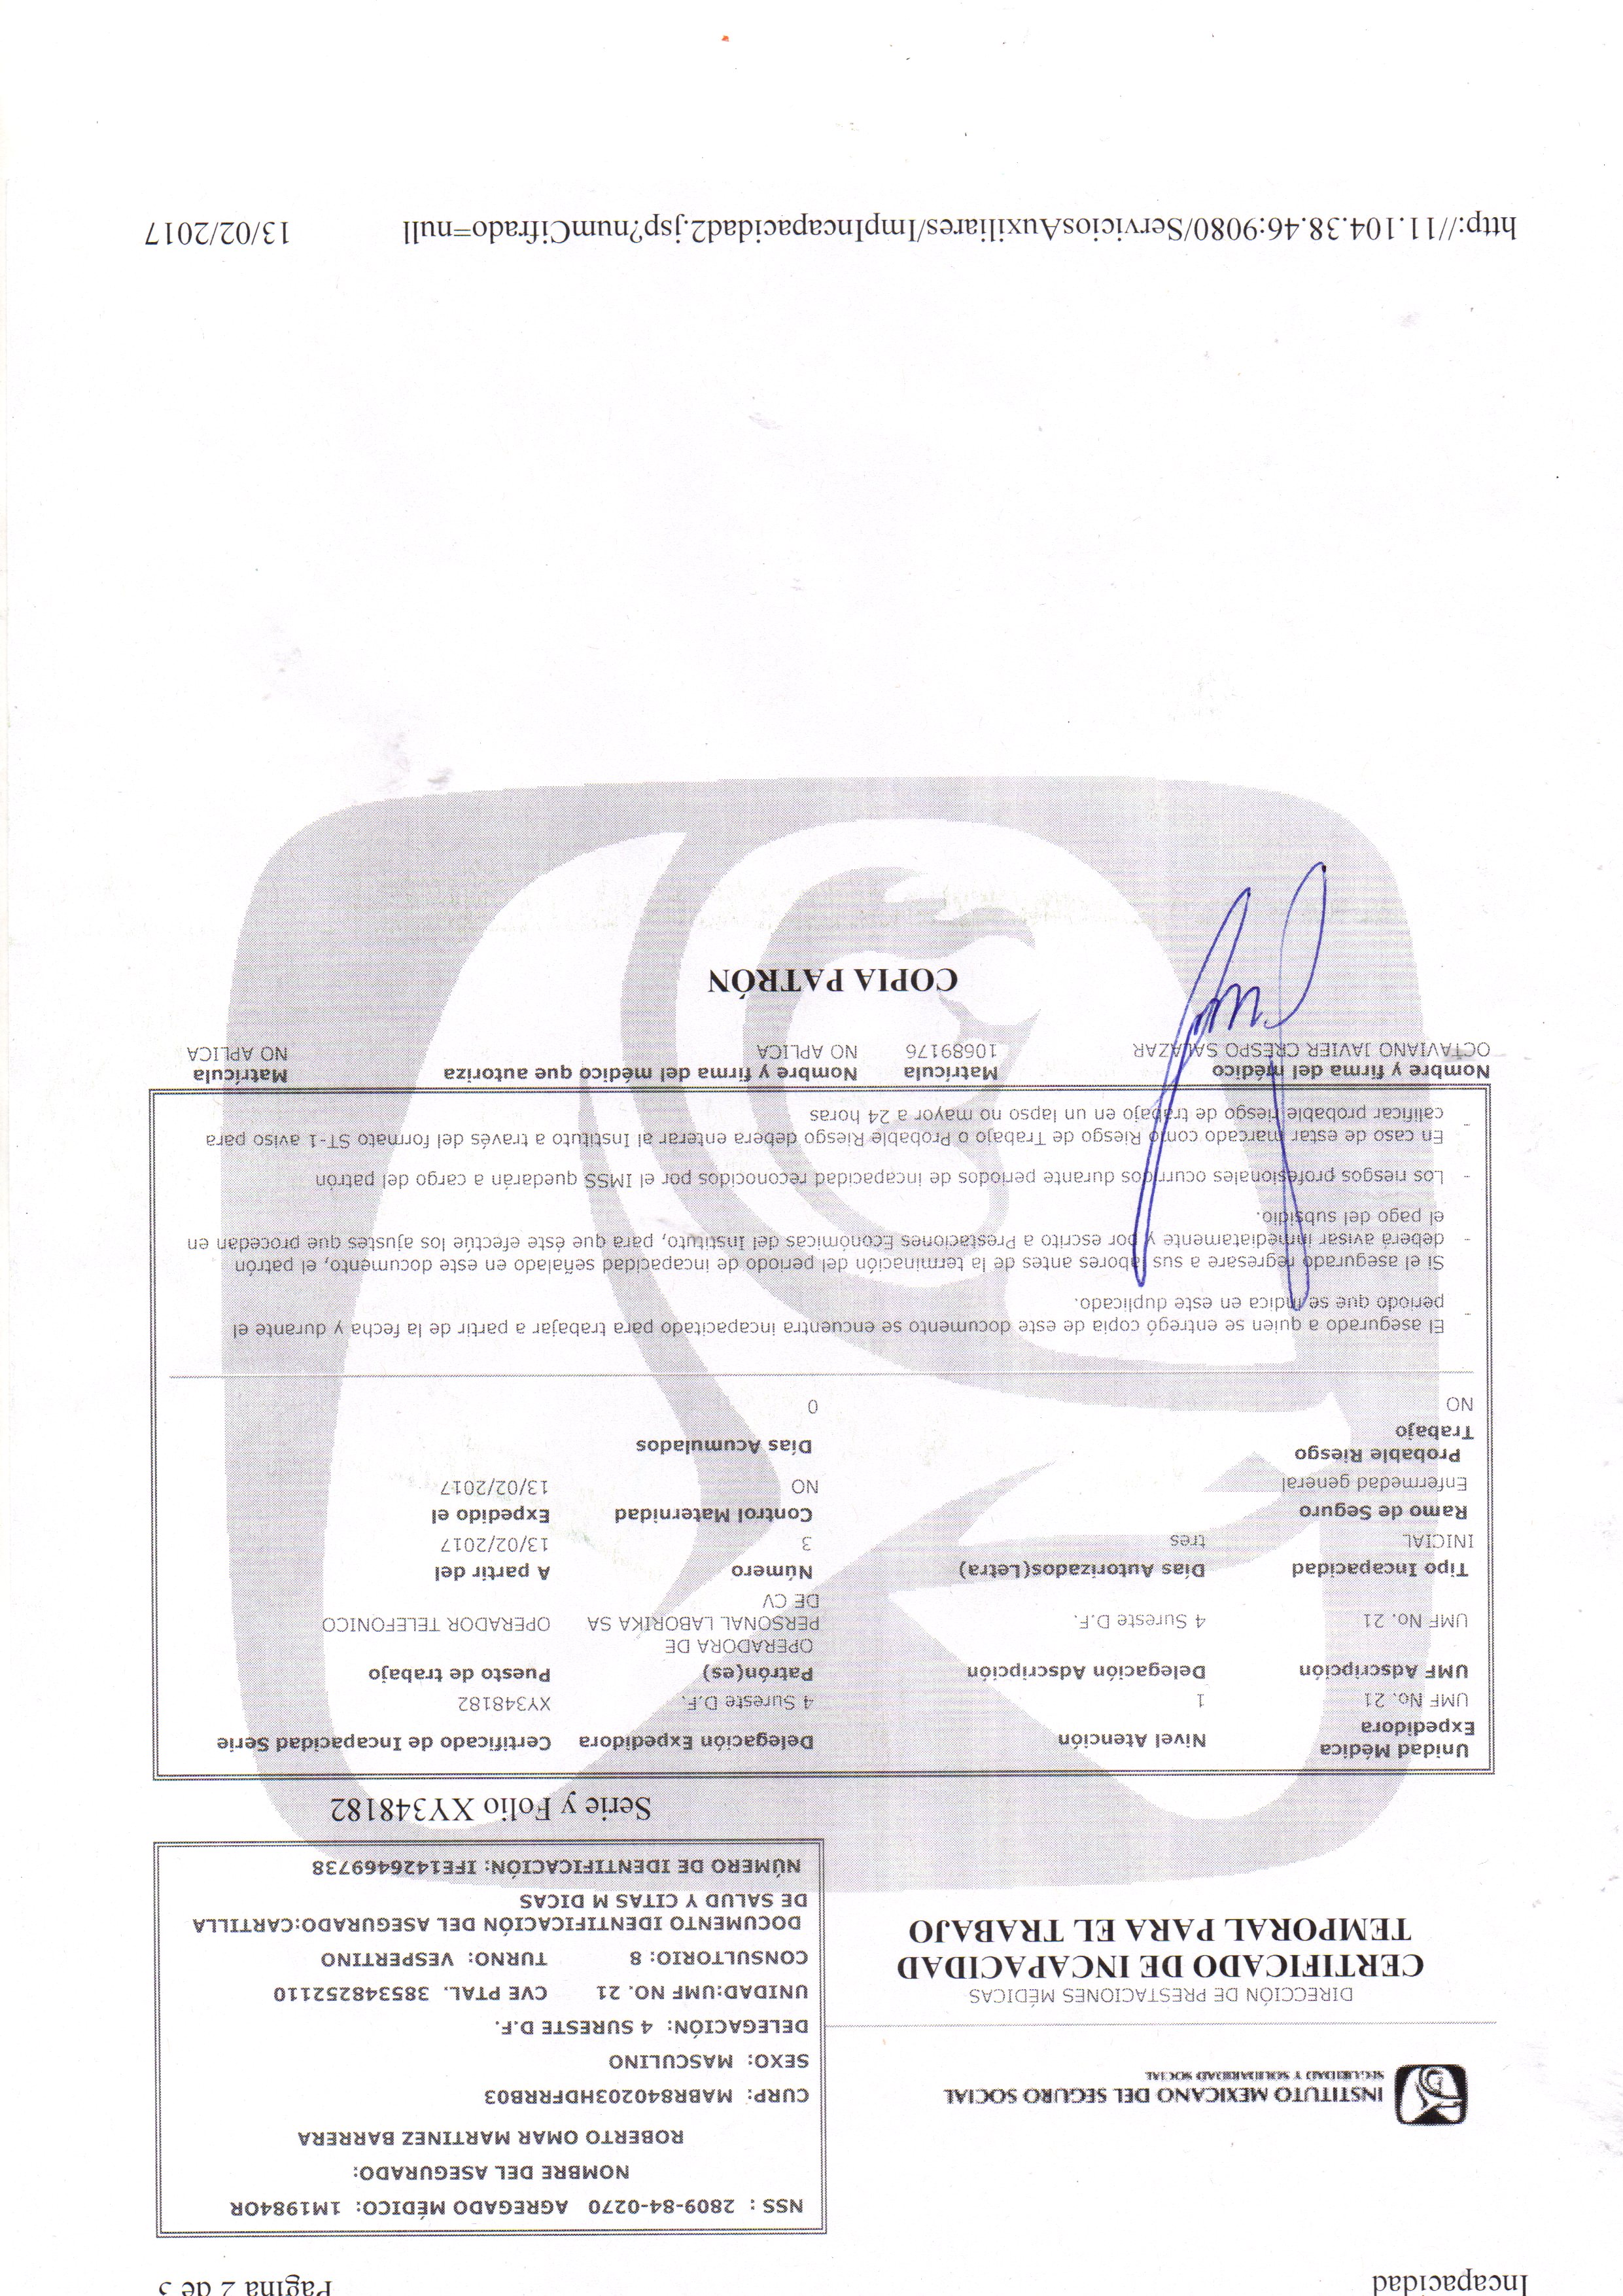 Incapacidad
Página 2 de 3
NSS : 2809-84-0270 AGREGADO MÉDICO: 1M1984OR
NOMBRE DEL ASEGURADO:
ROBERTO OMAR MARTINEZ BARRERA
CURP: MABR840203HDFRRB03
SEXO: MASCULINO
DELEGACIÓN: 4 SURESTE D.F.
UNIDAD:UMF NO. 21 CVE PTAL. 385348252110
CONSULTORIO: 8 TURNO: VESPERTINO
DOCUMENTO IDENTIFICACIÓN DEL ASEGURADO:CARTILLA
DE SALUD Y CITAS M DICAS
NÚMERO DE IDENTIFICACIÓN: IFE1426469738
INSTITUTO MEXICANO DEL SEGURO SOCIAL
SEGURIDAD Y SOLIDARIDAD SOCIAL
DIRECCIÓN DE PRESTACIONES MÉDICAS
CERTIFICADO DE INCAPACIDAD
TEMPORAL PARA EL TRABAJO
Serie y Folio XY348182
Unidad Médica
Expedidora Nivel Atención Delegación Expedidora Certificado de Incapacidad Serie
UMF No. 21 1 4 Sureste D.F. XY348182
UMF Adscripción Delegación Adscripción Patrón(es) Puesto de trabajo
OPERADORA DE
UMF No. 21 4 Sureste D.F. PERSONAL LABORIKA SA OPERADOR TELEFONICO
DE CV
Tipo Incapacidad Días Autorizados(Letra) Número A partir del
INICIAL tres 3 13/02/2017
Ramo de Seguro Control Maternidad Expedido el
Enfermedad general NO 13/02/2017
Probable Riesgo
Trabajo Días Acumulados
NO 0
- El asegurado a quien se entregó copia de este documento se encuentra incapacitado para trabajar a partir de la fecha y durante el
periodo que se indica en este duplicado.
Si el asegurado regresare a sus labores antes de la terminación del periodo de incapacidad señalado en este documento, el patrón
- deberá avisar inmediatamente y por escrito a Prestaciones Económicas del Instituto, para que éste efectúe los ajustes que procedan en
el pago del subsidio.
- Los riesgos profesionales ocurridos durante periodos de incapacidad reconocidos por el IMSS quedarán a cargo del patrón
En caso de estar marcado como Riesgo de Trabajo o Probable Riesgo debera enterar al Instituto a través del formato ST-1 aviso para
- calificar probable riesgo de trabajo en un lapso no mayor a 24 horas
Nombre y firma del médico Matrícula Nombre y firma del médico que autoriza Matrícula
OCTAVIANO JAVIER CRESPO SALAZAR 10689176 NO APLICA NO APLICA
COPIA PATRÓN
http://11.104.38.46:9080/ServiciosAuxiliares/ImpIncapacidad2.jsp?numCifrado=null 13/02/2017